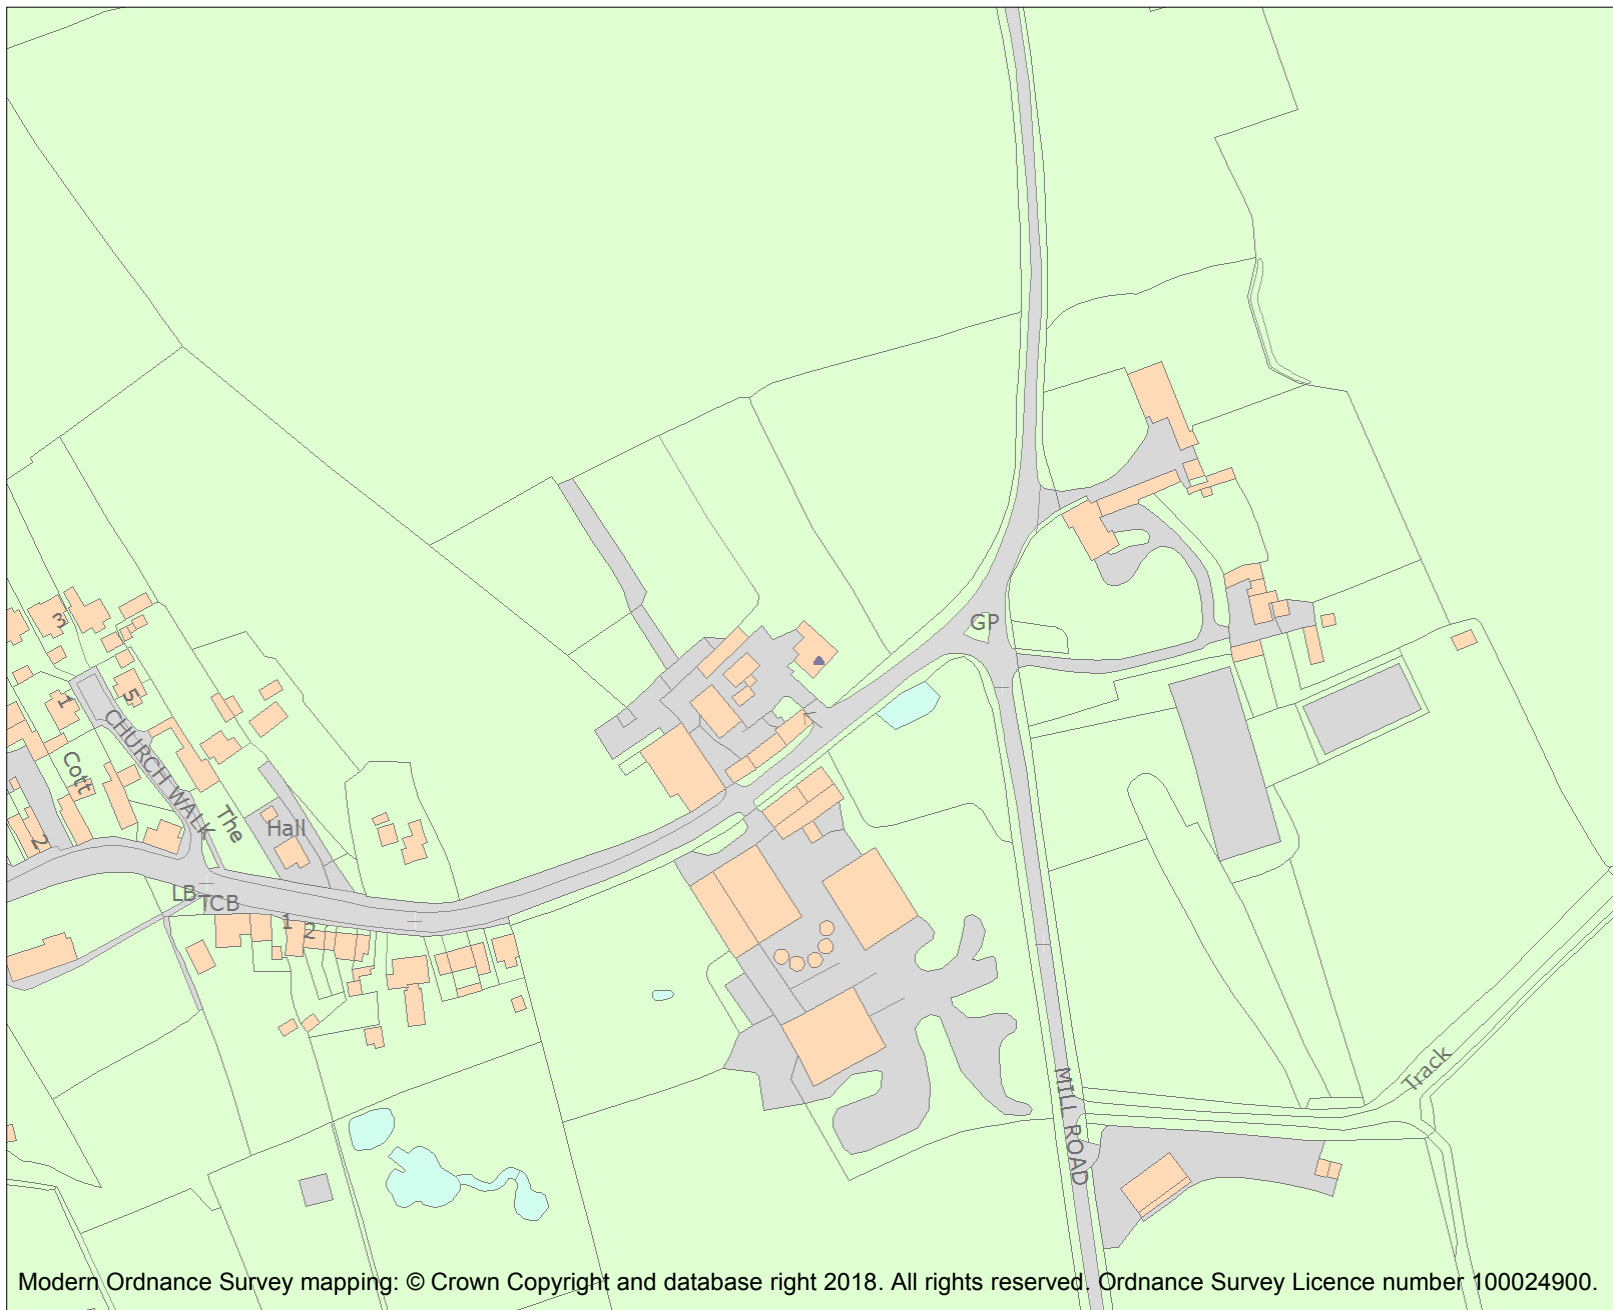 GP
3
5
1
CHURCH WALK
Cott
The
Hall
2
LB
TCB
1
2
Track
MILL ROAD
Modern Ordnance Survey mapping: © Crown Copyright and database right 2018. All rights reserved. Ordnance Survey Licence number 100024900.